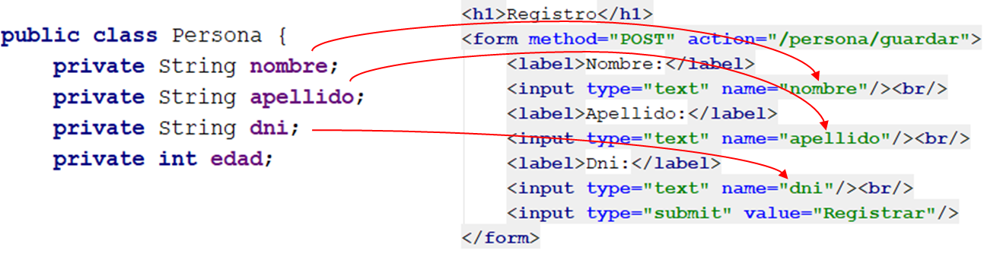 public class Persona {
private String nombre;
private String apellido;
private String dni;
private int edad;
<h1>Registro</h1>
<form method="POST" action="/persona/guardar">
<label>Nombre:</label>
<input type="text" name="nombre"/><br/>
<label>Apellido:</label>
<input type="text" name="apellido"/><br/>
<label>Dni:</label>
<input type="text" name="dni"/><br/>
<input type="submit" value="Registrar"/>
</form>